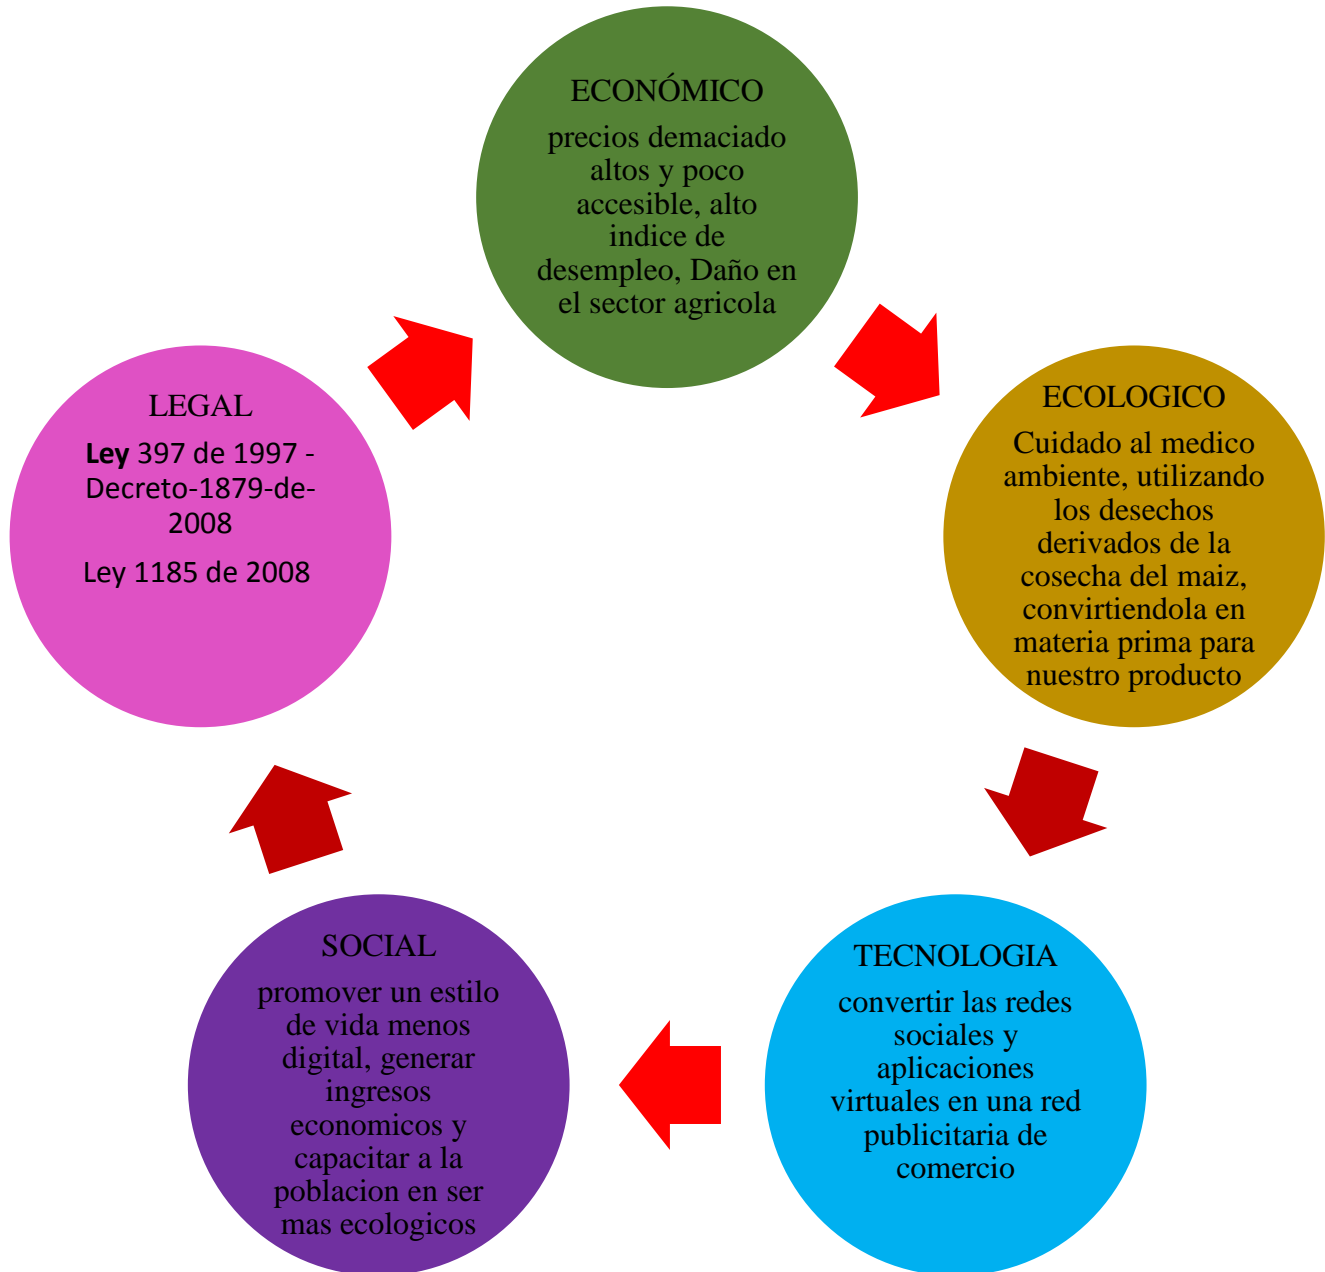 ECONÓMICO
precios demaciado
altos y poco
accesible, alto
indice de
desempleo, Daño en
el sector agricola
ECOLOGICO
Cuidado al medico
ambiente, utilizando
los desechos
derivados de la
cosecha del maiz,
convirtiendola en
materia prima para
nuestro producto
TECNOLOGIA
convertir las redes
sociales y
aplicaciones
virtuales en una red
publicitaria de
comercio
SOCIAL
promover un estilo
de vida menos
digital, generar
ingresos
economicos y
capacitar a la
poblacion en ser
mas ecologicos
LEGAL
Ley 397 de 1997 -
Decreto-1879-de-
2008
Ley 1185 de 2008